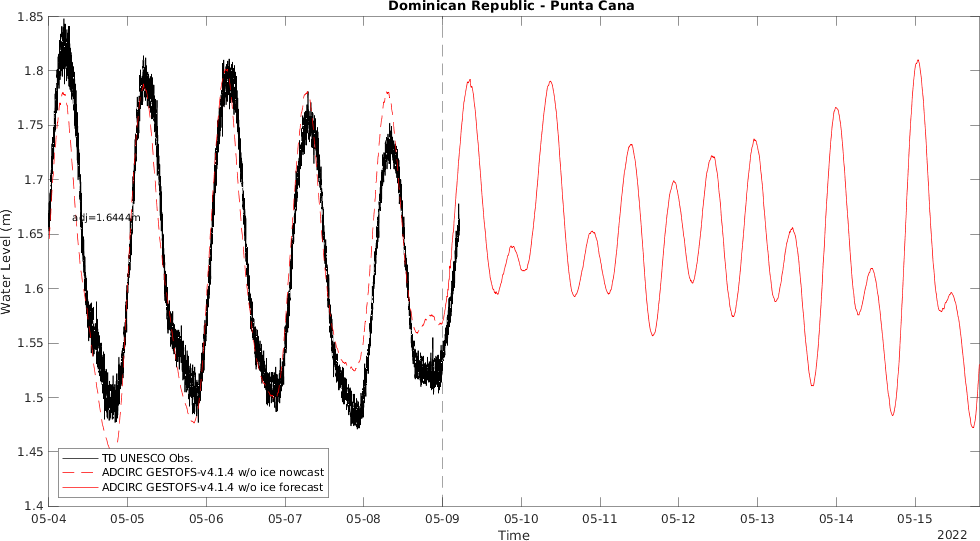 Dominican Republic - Punta Cana
1.85
1.8
1.75
1.7
1.65
1.6
1.55
1.5
1.45
1.4
Water Level (m)
adj=1.6444m
TD UNESCO Obs.
ADCIRC GESTOFS-v4.1.4 w/o ice nowcast
ADCIRC GESTOFS-v4.1.4 w/o ice forecast
05-04 05-05 05-06 05-07 05-08 05-09 05-10 05-11 05-12 05-13 05-14 05-15
Time
2022